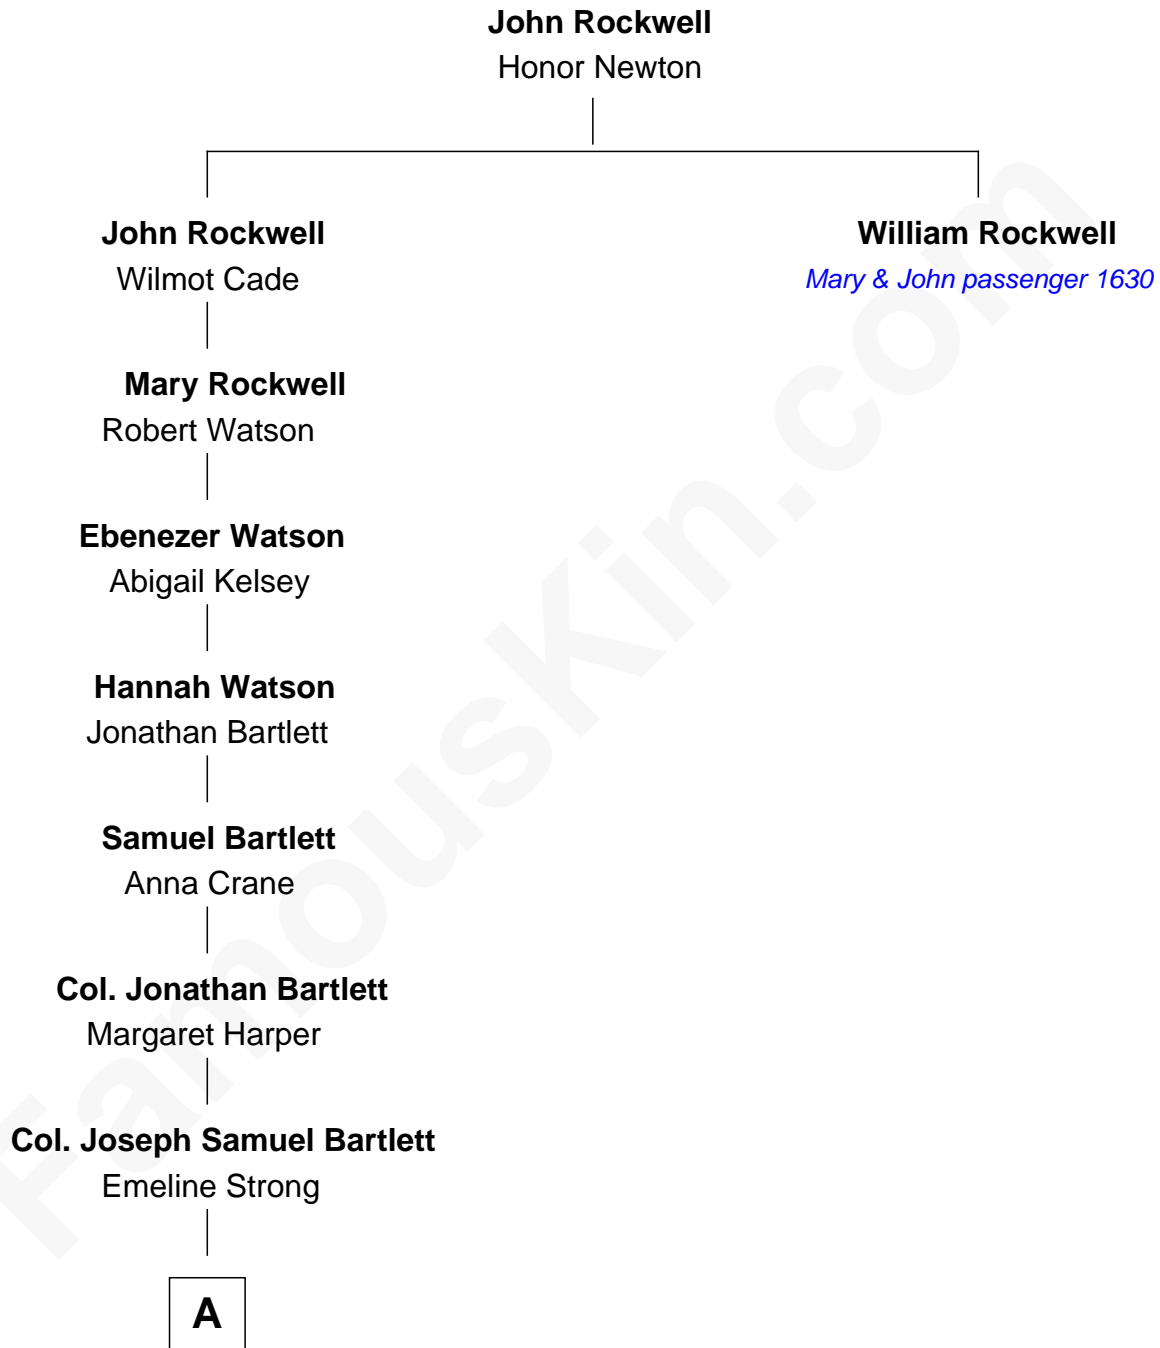 John Rockwell
Honor Newton
John Rockwell
Wilmot Cade
William Rockwell
Mary & John passenger 1630
Mary Rockwell
Robert Watson
Ebenezer Watson
Abigail Kelsey
Hannah Watson
Jonathan Bartlett
Samuel Bartlett
Anna Crane
Col. Jonathan Bartlett
Margaret Harper
Col. Joseph Samuel Bartlett
Emeline Strong
A
FamousKin.com